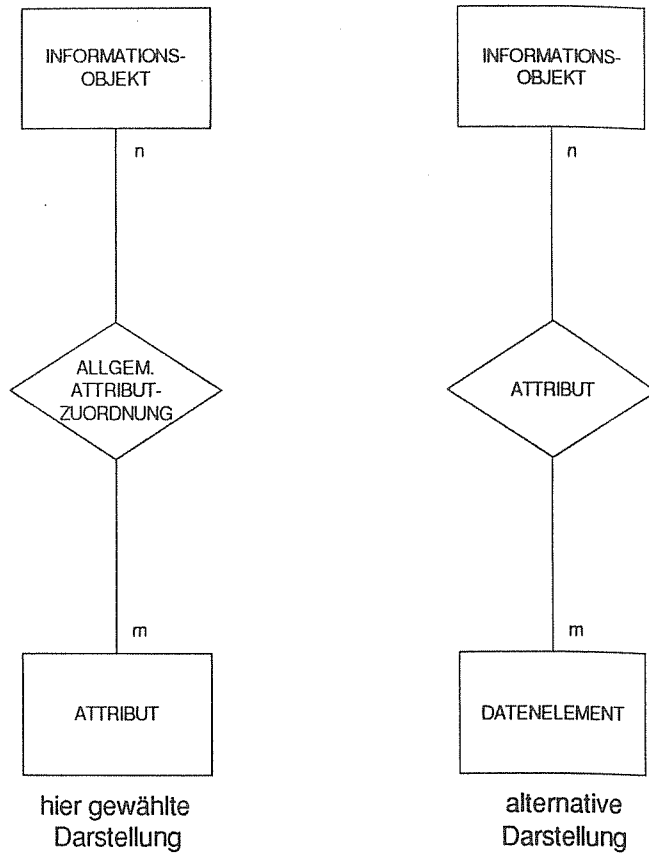 INFORMATIONS-
OBJEKT
n
ALLGEM.
ATTRIBUT-
ZUORDNUNG
m
ATTRIBUT
hier gewählte
Darstellung
INFORMATIONS-
OBJEKT
n
ATTRIBUT
m
DATENELEMENT
alternative
Darstellung